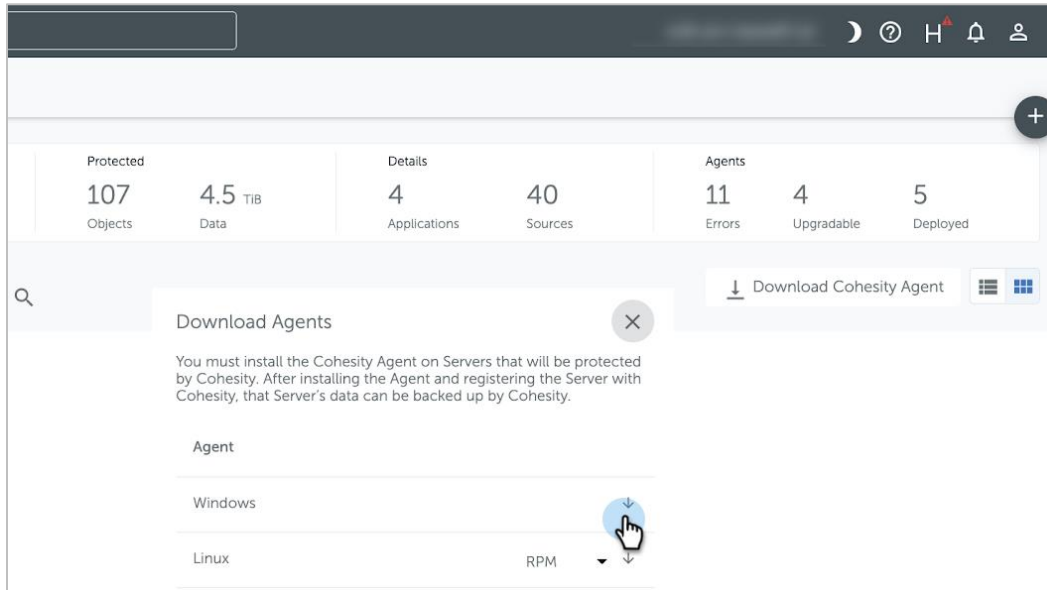 H
Protected Details Agents
107 4.5 TiB 4 40 11 4 5
Objects Data Applications Sources Errors Upgradable Deployed
Download Cohesity Agent
Download Agents
You must install the Cohesity Agent on Servers that will be protected
by Cohesity. After installing the Agent and registering the Server with
Cohesity, that Server's data can be backed up by Cohesity.
Agent
Windows
Linux RPM